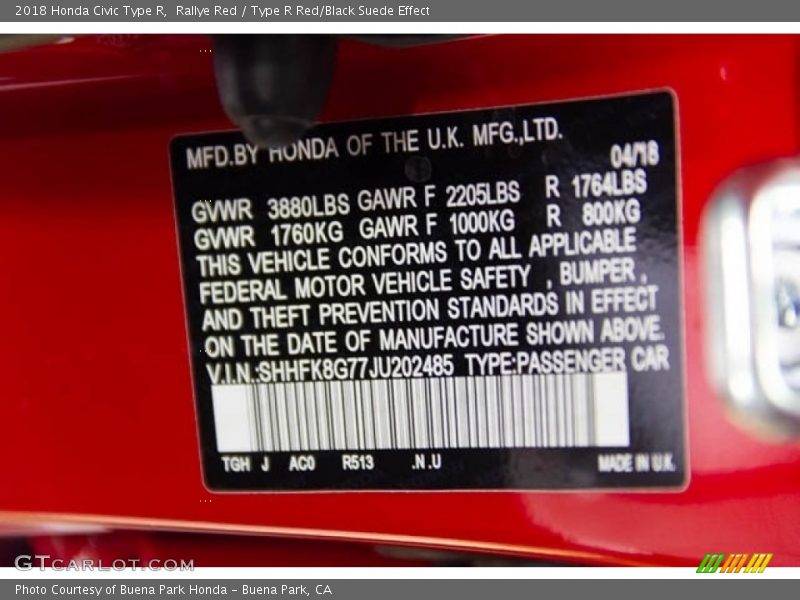 2018 Honda Civic Type R, Rallye Red / Type R Red/Black Suede Effect
MFD.BY HONDA OF THE U.K. MFG.,LTD.
04/18
GVWR 3880LBS GAWR F 2205LBS R 1764LBS
GVWR 1760KG GAWR F 1000KG R 800KG
THIS VEHICLE CONFORMS TO ALL APPLICABLE
FEDERAL MOTOR VEHICLE SAFETY , BUMPER ,
AND THEFT PREVENTION STANDARDS IN EFFECT
ON THE DATE OF MANUFACTURE SHOWN ABOVE.
V.I.N.:SHHFK8G77JU202485 TYPE:PASSENGER CAR
TGH J AC0 R513 .N .U MADE IN U.K.
GTCARLOT.COM
Photo Courtesy of Buena Park Honda - Buena Park, CA